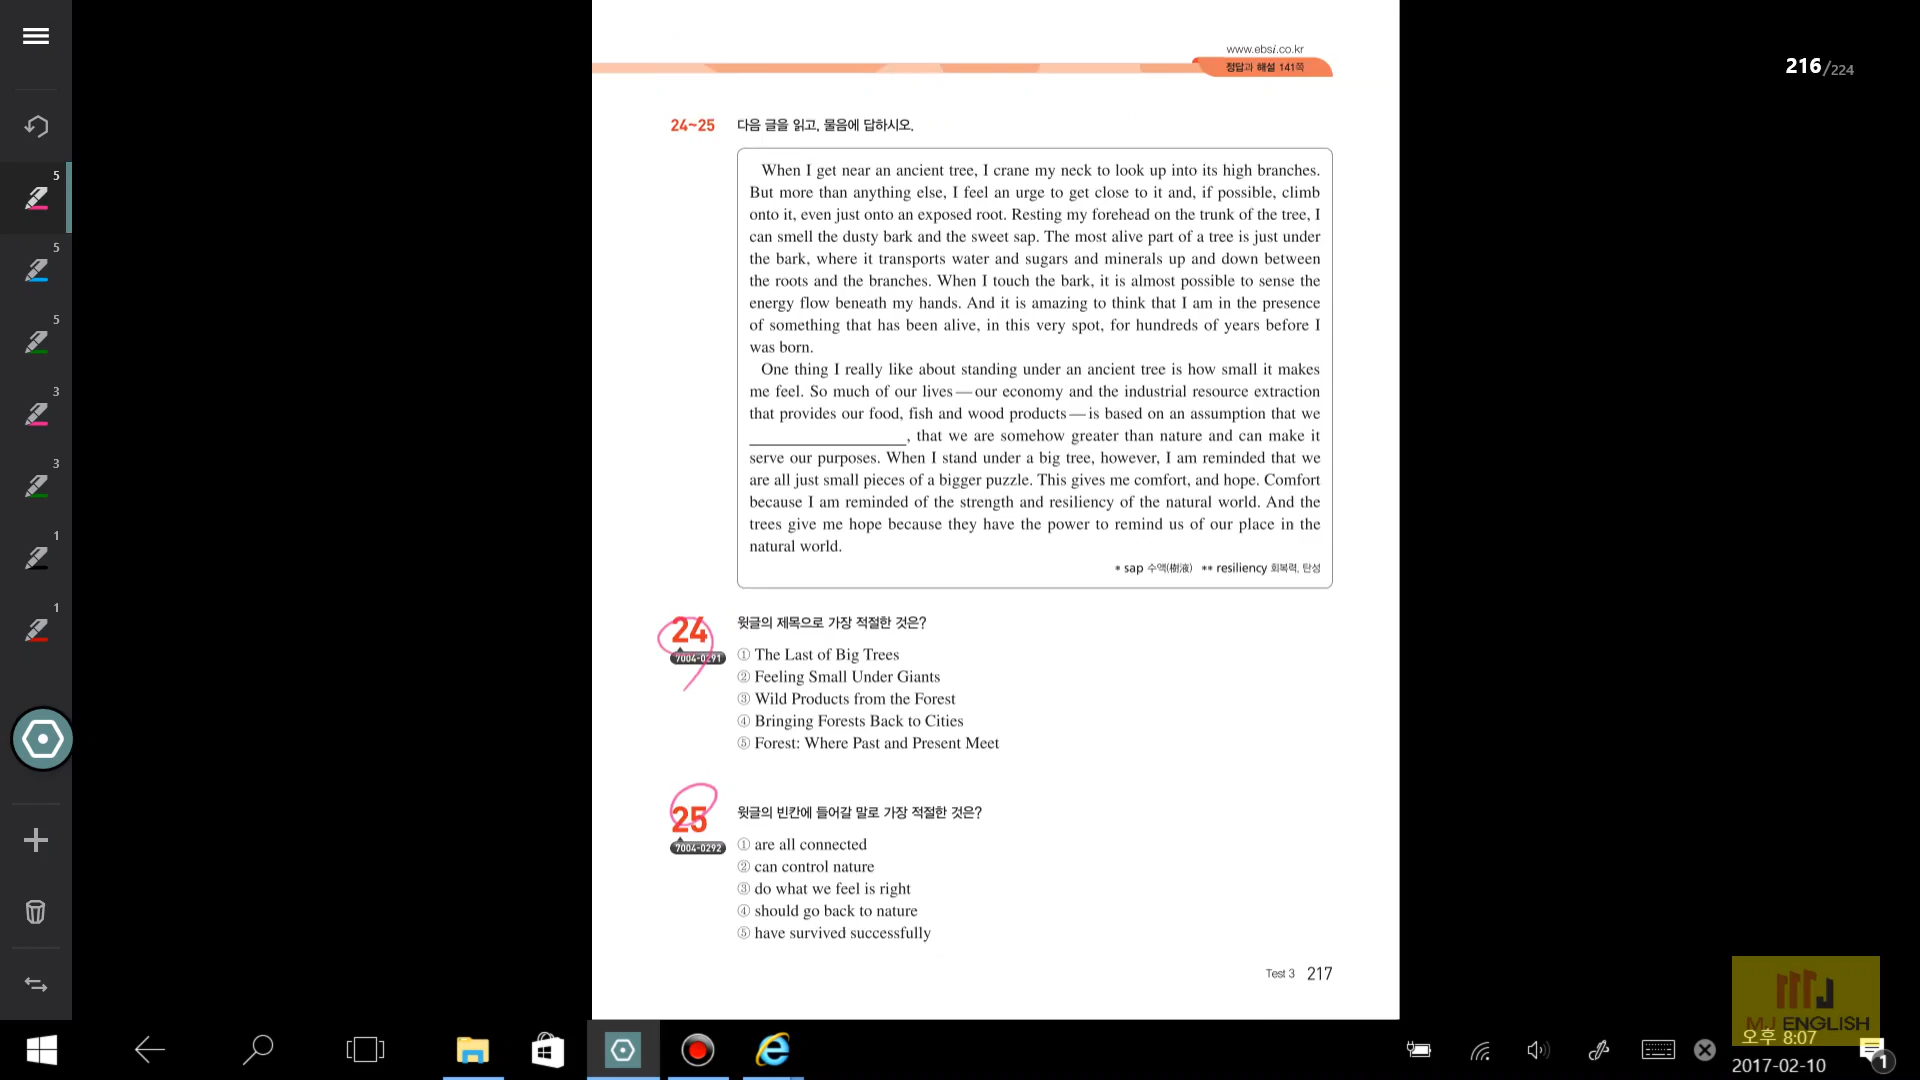 www.ebsi.co.kr
정답과 해설 141쪽
216/224
24~25 다음 글을 읽고, 물음에 답하시오.
When I get near an ancient tree, I crane my neck to look up into its high branches.
But more than anything else, I feel an urge to get close to it and, if possible, climb
onto it, even just onto an exposed root. Resting my forehead on the trunk of the tree, I
can smell the dusty bark and the sweet sap. The most alive part of a tree is just under
the bark, where it transports water and sugars and minerals up and down between
the roots and the branches. When I touch the bark, it is almost possible to sense the
energy flow beneath my hands. And it is amazing to think that I am in the presence
of something that has been alive, in this very spot, for hundreds of years before I
was born.
One thing I really like about standing under an ancient tree is how small it makes
me feel. So much of our lives — our economy and the industrial resource extraction
that provides our food, fish and wood products — is based on an assumption that we
____________________, that we are somehow greater than nature and can make it
serve our purposes. When I stand under a big tree, however, I am reminded that we
are all just small pieces of a bigger puzzle. This gives me comfort, and hope. Comfort
because I am reminded of the strength and resiliency of the natural world. And the
trees give me hope because they have the power to remind us of our place in the
natural world.
* sap 수액(樹液) ** resiliency 회복력, 탄성
24 윗글의 제목으로 가장 적절한 것은?
7004-0291
① The Last of Big Trees
② Feeling Small Under Giants
③ Wild Products from the Forest
④ Bringing Forests Back to Cities
⑤ Forest: Where Past and Present Meet
25 윗글의 빈칸에 들어갈 말로 가장 적절한 것은?
7004-0292
① are all connected
② can control nature
③ do what we feel is right
④ should go back to nature
⑤ have survived successfully
Test 3 217
5
5
5
3
3
1
1
MJ ENGLISH
오후 8:07
2017-02-10
1